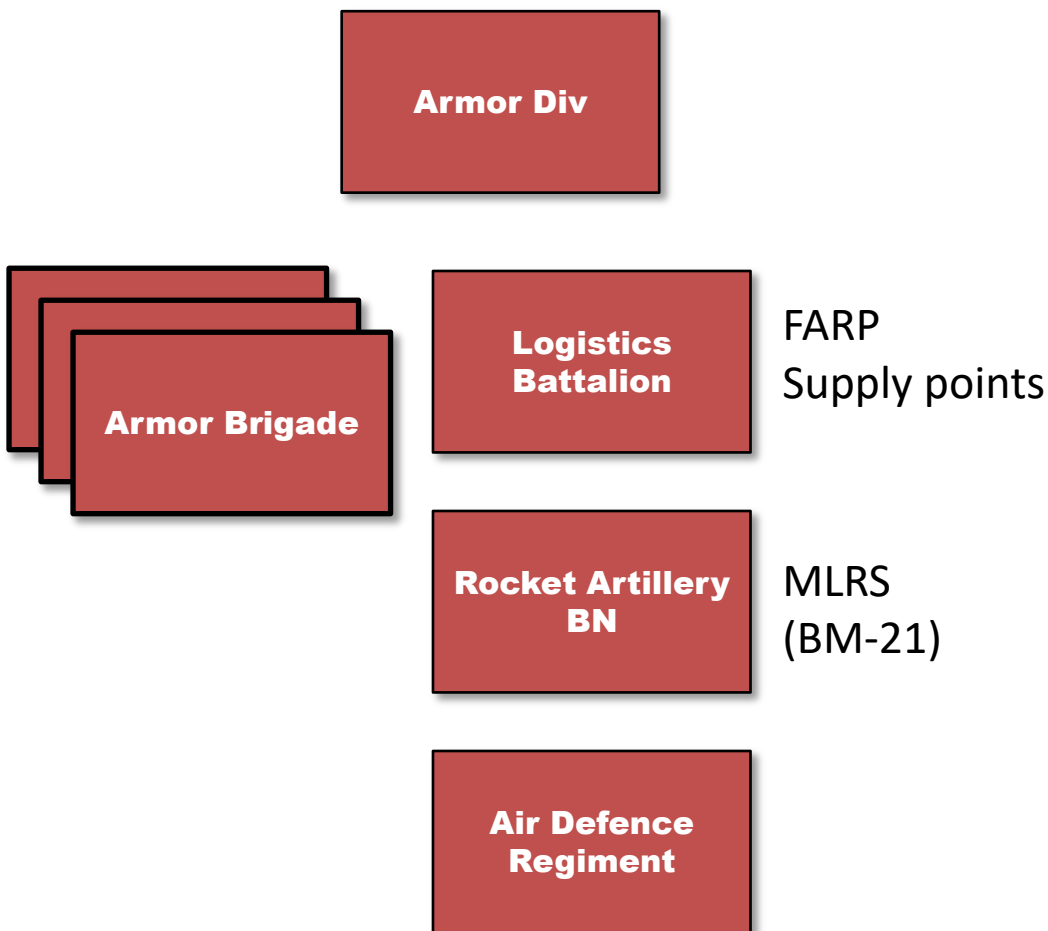 Armor Div
Armor Brigade
Logistics
Battalion
FARP
Supply points
Rocket Artillery
BN
MLRS
(BM-21)
Air Defence
Regiment